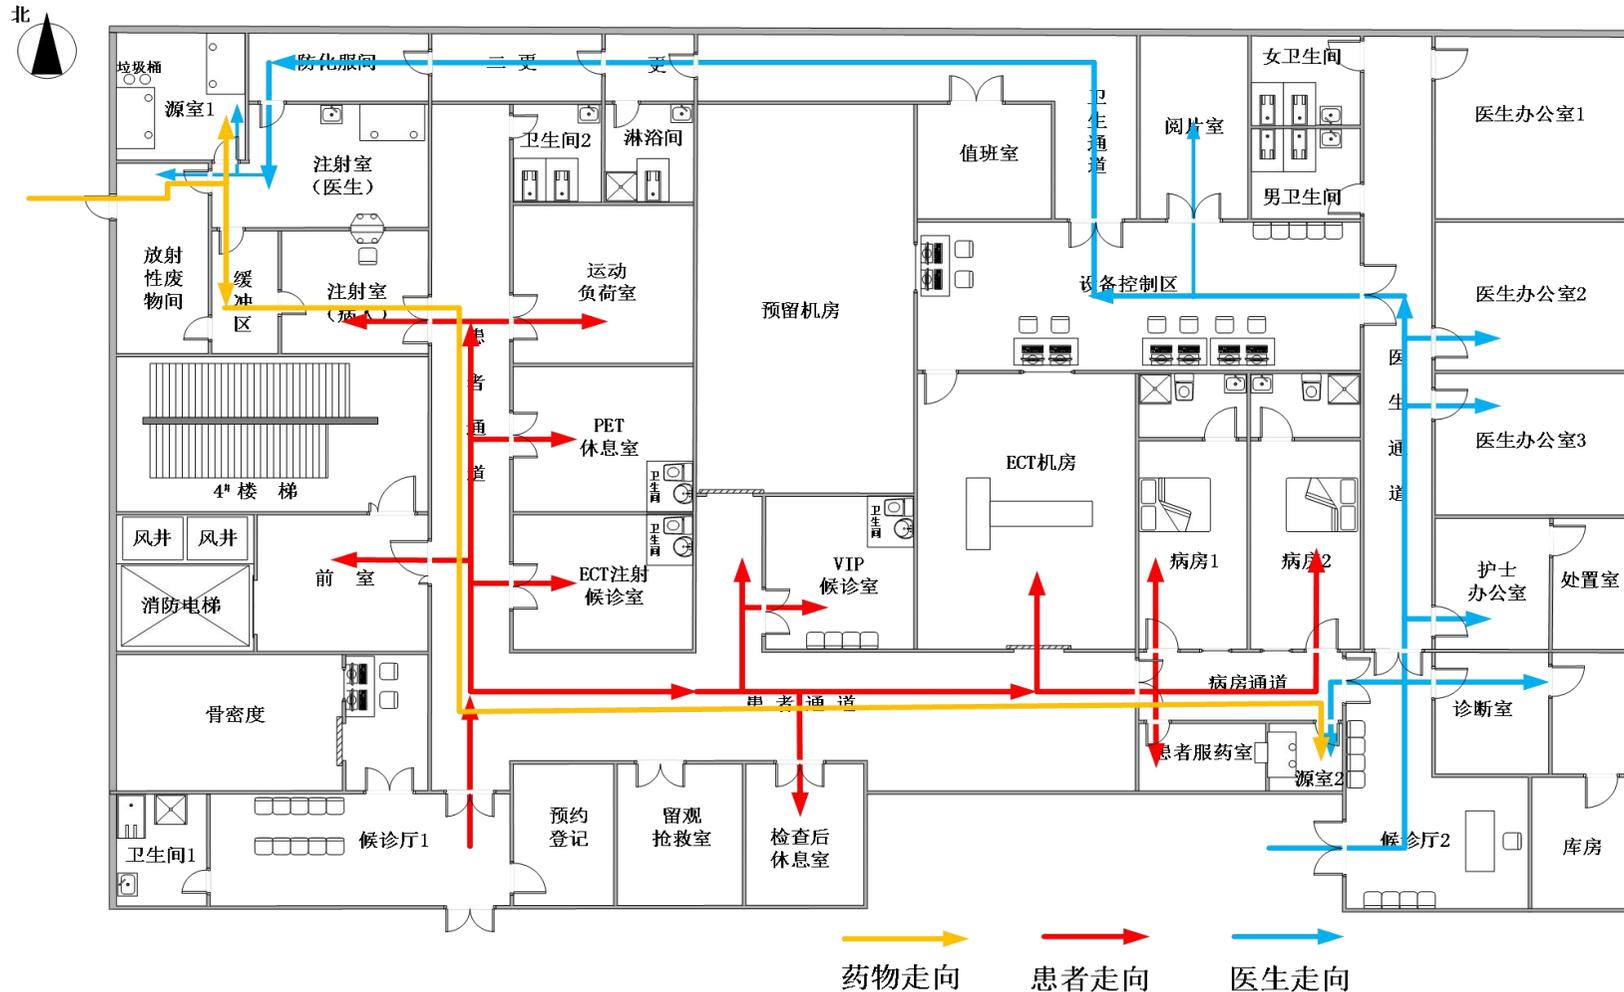 北
垃圾桶
源室1
防化服间
二 更
一更
女卫生间
医生办公室1
注射室
（医生）
卫生间2
淋浴间
值班室
卫
生
通
道
阅片室
男卫生间
放射
性废
物间
缓
冲
区
注射室
（病人）
运动
负荷室
预留机房
设备控制区
医生办公室2
患
者
通
道
PET
休息室
卫生间
ECT机房
医
生
通
道
医生办公室3
4# 楼 梯
风井
风井
前 室
消防电梯
卫生间
ECT注射
候诊室
卫生间
VIP
候诊室
病房1
病房2
护士
办公室
处置室
骨密度
患 者 通 道
病房通道
诊断室
患者服药室
源室2
卫生间1
候诊厅1
预约
登记
留观
抢救室
检查后
休息室
候诊厅2
库房
药物走向
患者走向
医生走向